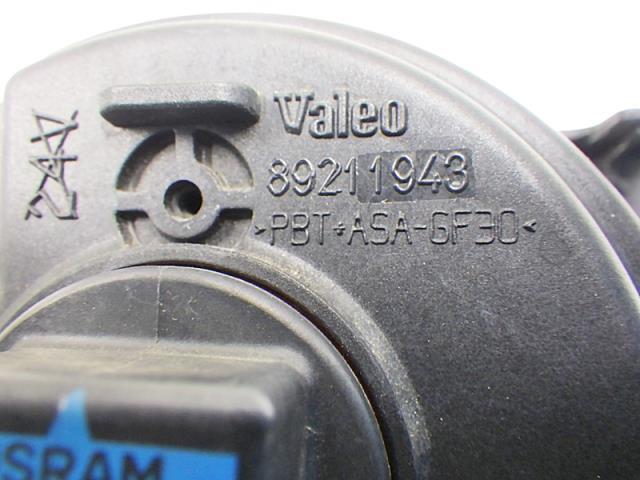 Valeo
89211943
>PBT+ASA-GF30<
SRAM